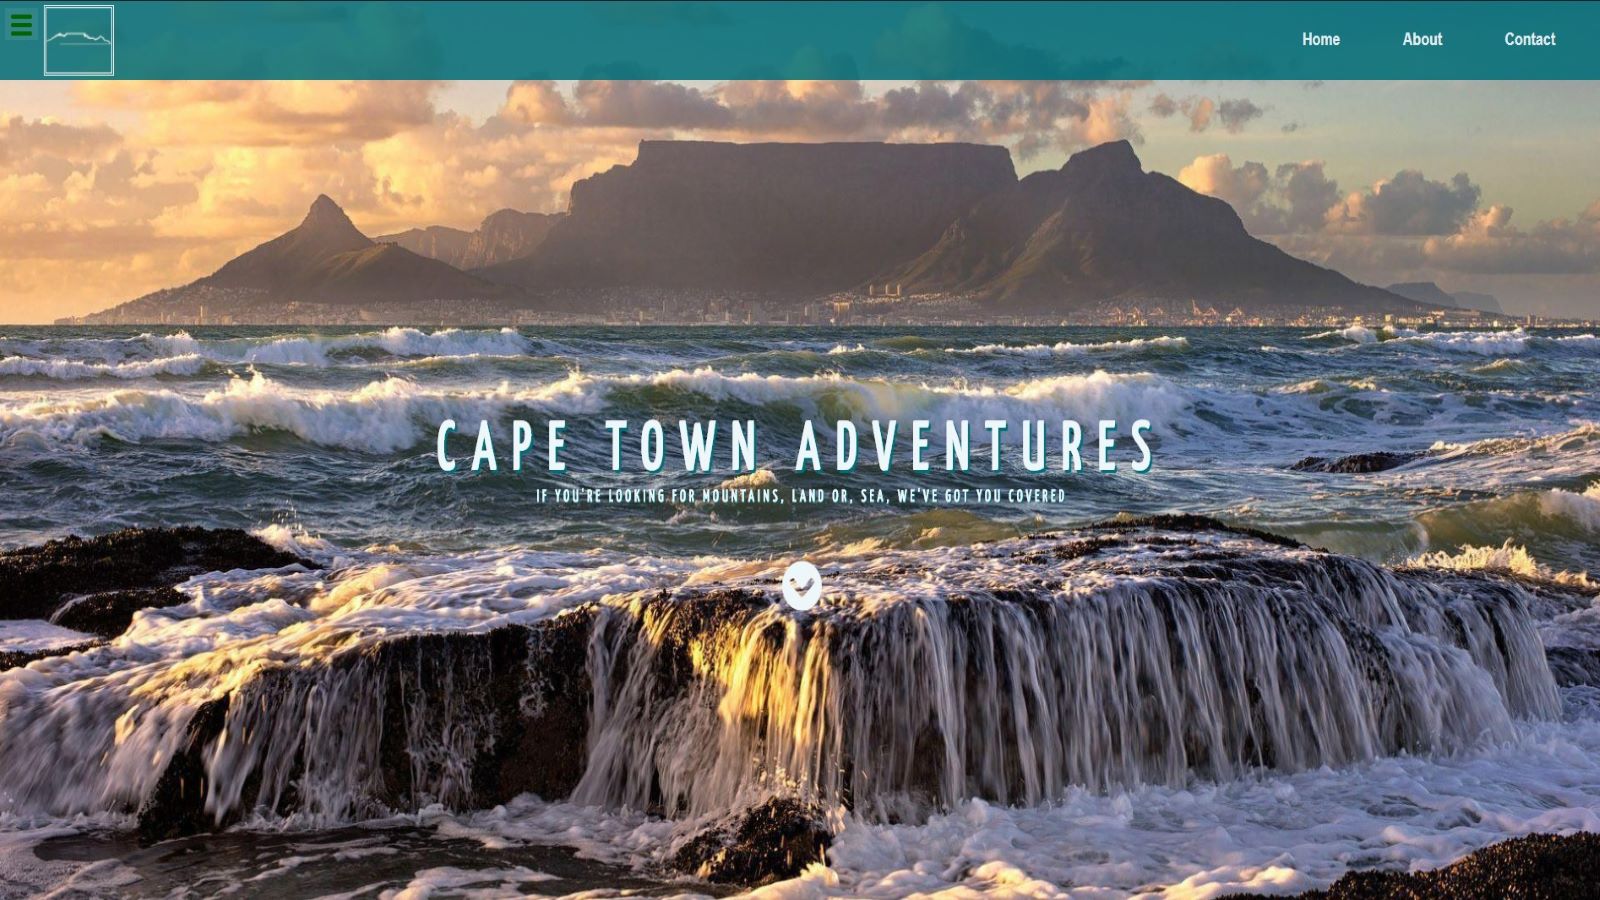 Home About Contact
CAPE TOWN ADVENTURES
IF YOU'RE LOOKING FOR MOUNTAINS, LAND OR, SEA, WE'VE GOT YOU COVERED